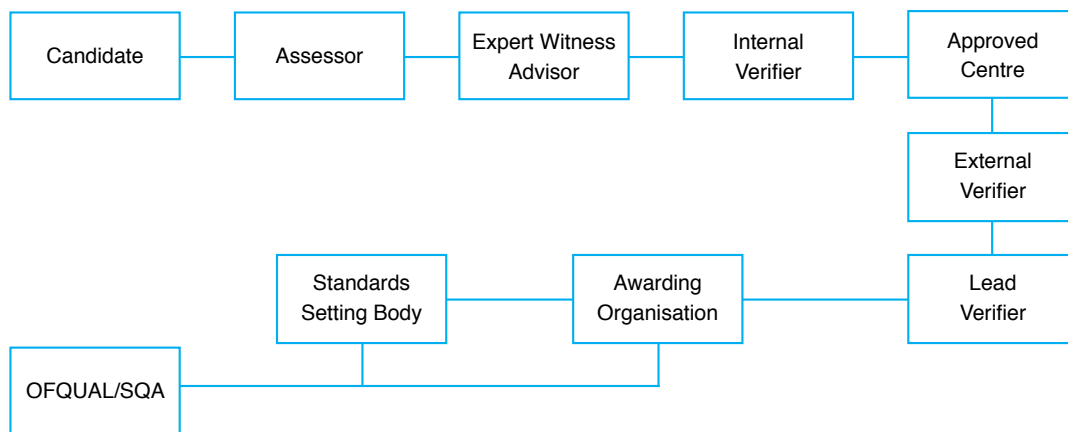 Candidate
Assessor
Expert Witness
Advisor
Internal
Verifier
Approved
Centre
External
Verifier
Lead
Verifier
Awarding
Organisation
Standards
Setting Body
OFQUAL/SQA